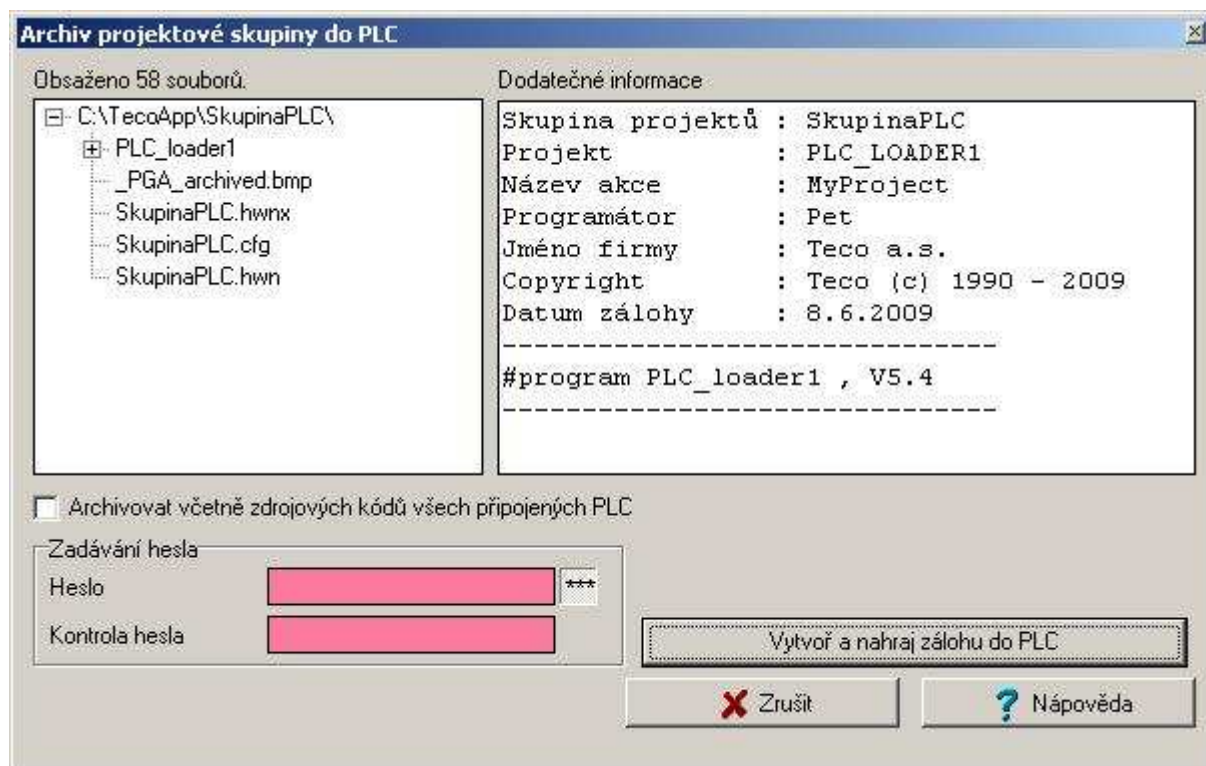 Archiv projektové skupiny do PLC
Obsaženo 58 souborů.
C:\TecoApp\SkupinaPLC\
PLC_loader1
_PGA_archived.bmp
SkupinaPLC.hwnx
SkupinaPLC.cfg
SkupinaPLC.hwn
Dodatečné informace
Skupina projektů : SkupinaPLC
Projekt : PLC_LOADER1
Název akce : MyProject
Programátor : Pet
Jméno firmy : Teco a.s.
Copyright : Teco (c) 1990 - 2009
Datum zálohy : 8.6.2009
--------------------------------
#program PLC_loader1 , V5.4
--------------------------------
Archivovat včetně zdrojových kódů všech připojených PLC
Zadávání hesla
Heslo ***
Kontrola hesla
Vytvoř a nahraj zálohu do PLC
Zrušit
Nápověda